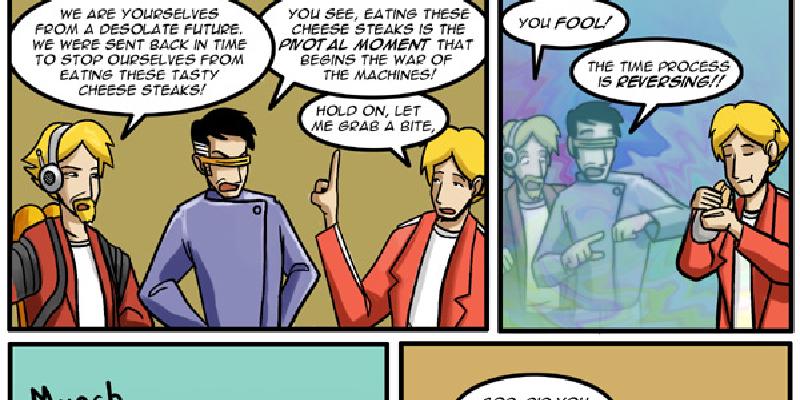 WE ARE YOURSELVES
FROM A DESOLATE FUTURE.
WE WERE SENT BACK IN TIME
TO STOP OURSELVES FROM
EATING THESE TASTY
CHEESE STEAKS!
YOU SEE, EATING THESE
CHEESE STEAKS IS THE
PIVOTAL MOMENT THAT
BEGINS THE WAR OF
THE MACHINES!
HOLD ON, LET
ME GRAB A BITE,
YOU FOOL!
THE TIME PROCESS
IS REVERSING!!